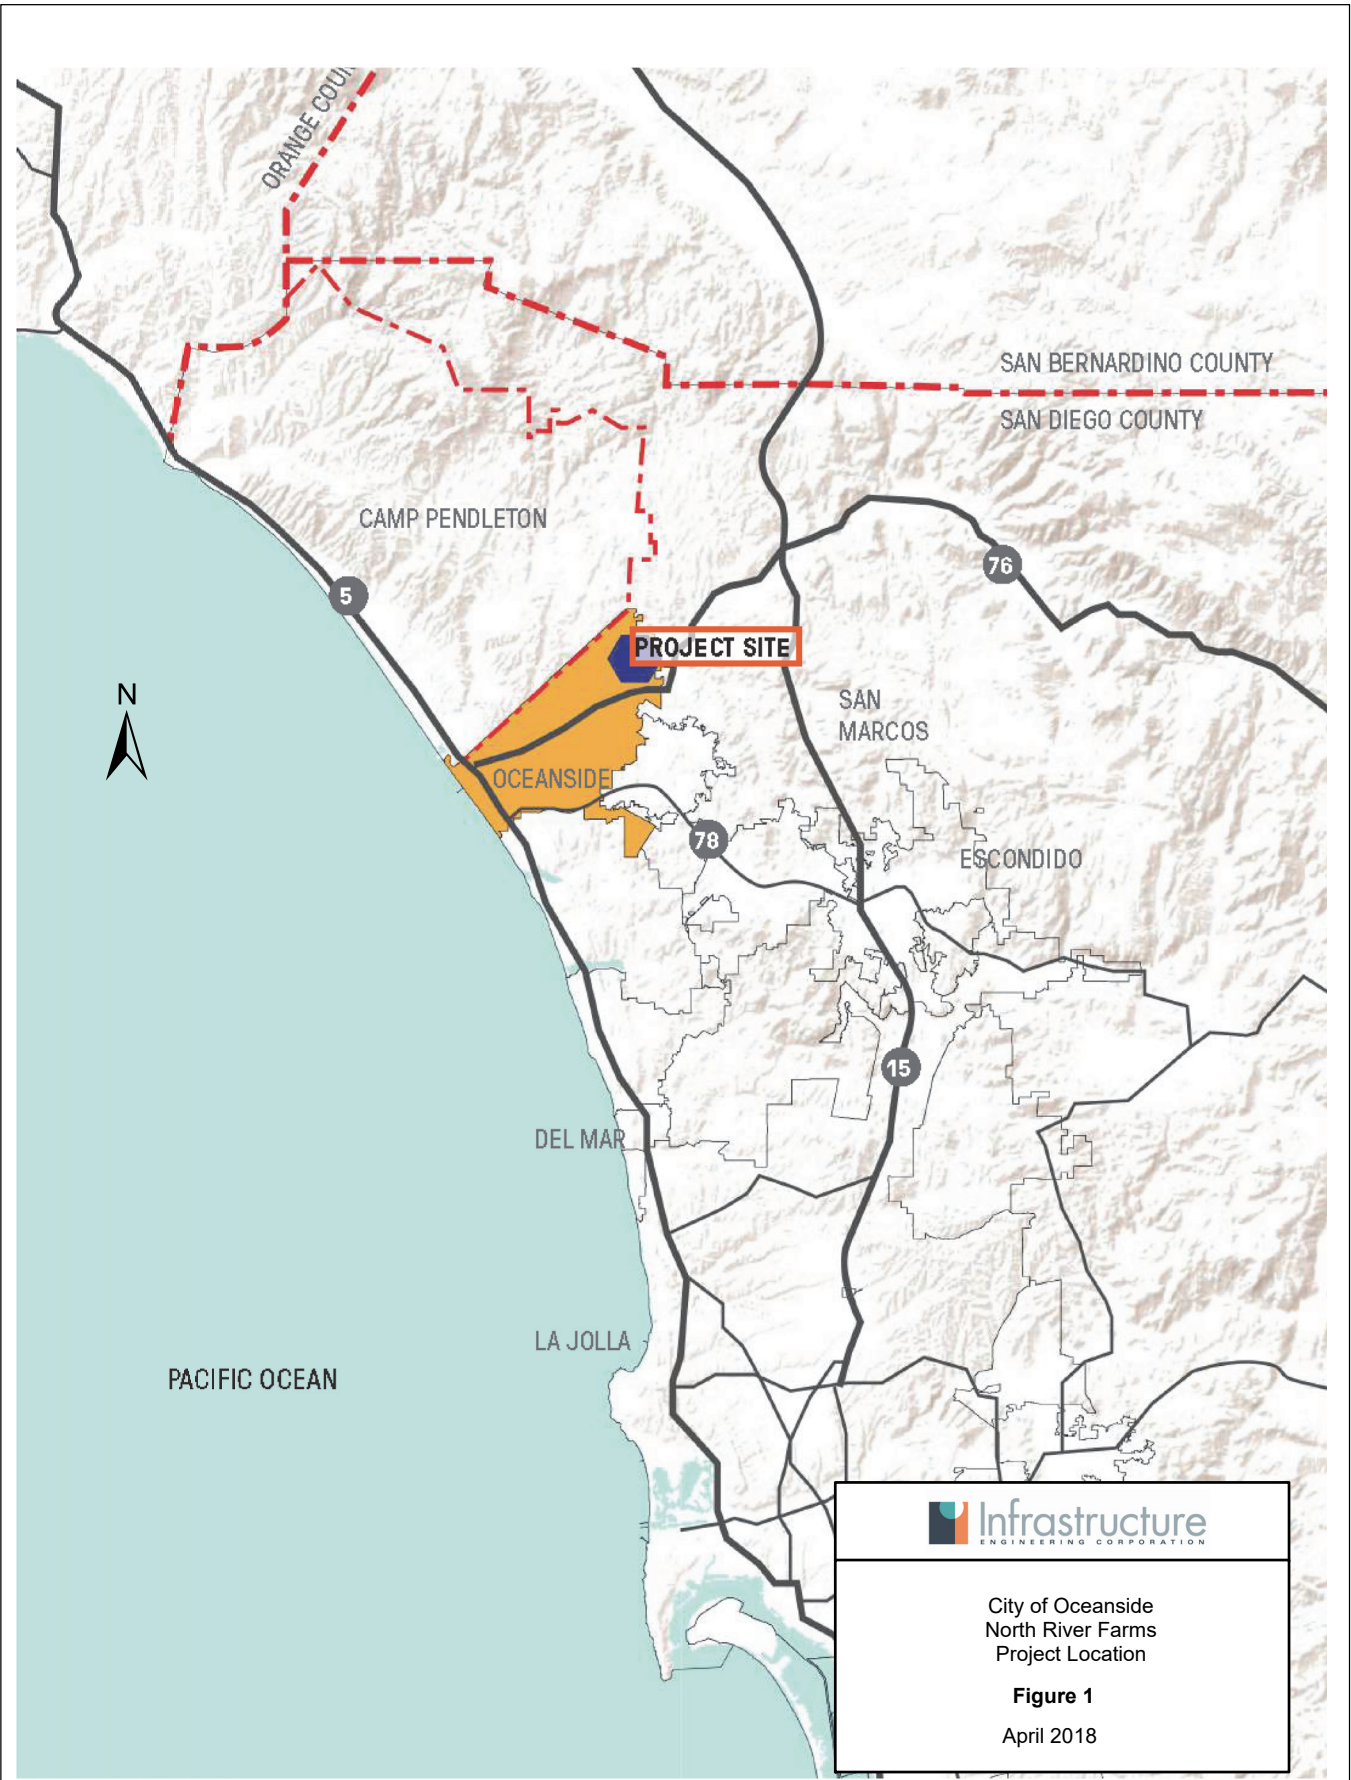 ORANGE COUN
SAN BERNARDINO COUNTY
SAN DIEGO COUNTY
CAMP PENDLETON
76
5
PROJECT SITE
N
SAN
MARCOS
OCEANSIDE
78
ESCONDIDO
15
DEL MAR
LA JOLLA
PACIFIC OCEAN
Infrastructure
ENGINEERING CORPORATION
City of Oceanside
North River Farms
Project Location
Figure 1
April 2018